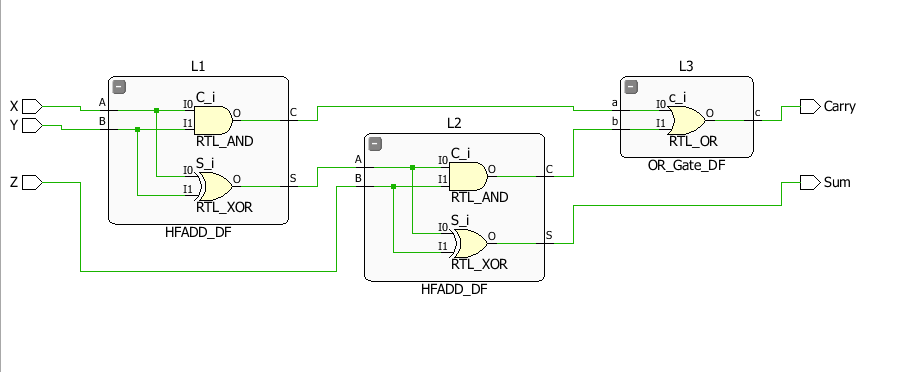 L1
X
Y
Z
A
B
C_i
I0
I1
O
RTL_AND
C
S_i
I0
I1
O
RTL_XOR
S
HFADD_DF
L2
A
B
C_i
I0
I1
O
RTL_AND
C
S_i
I0
I1
O
RTL_XOR
S
HFADD_DF
L3
a
b
c_i
I0
I1
O
RTL_OR
c
OR_Gate_DF
Carry
Sum